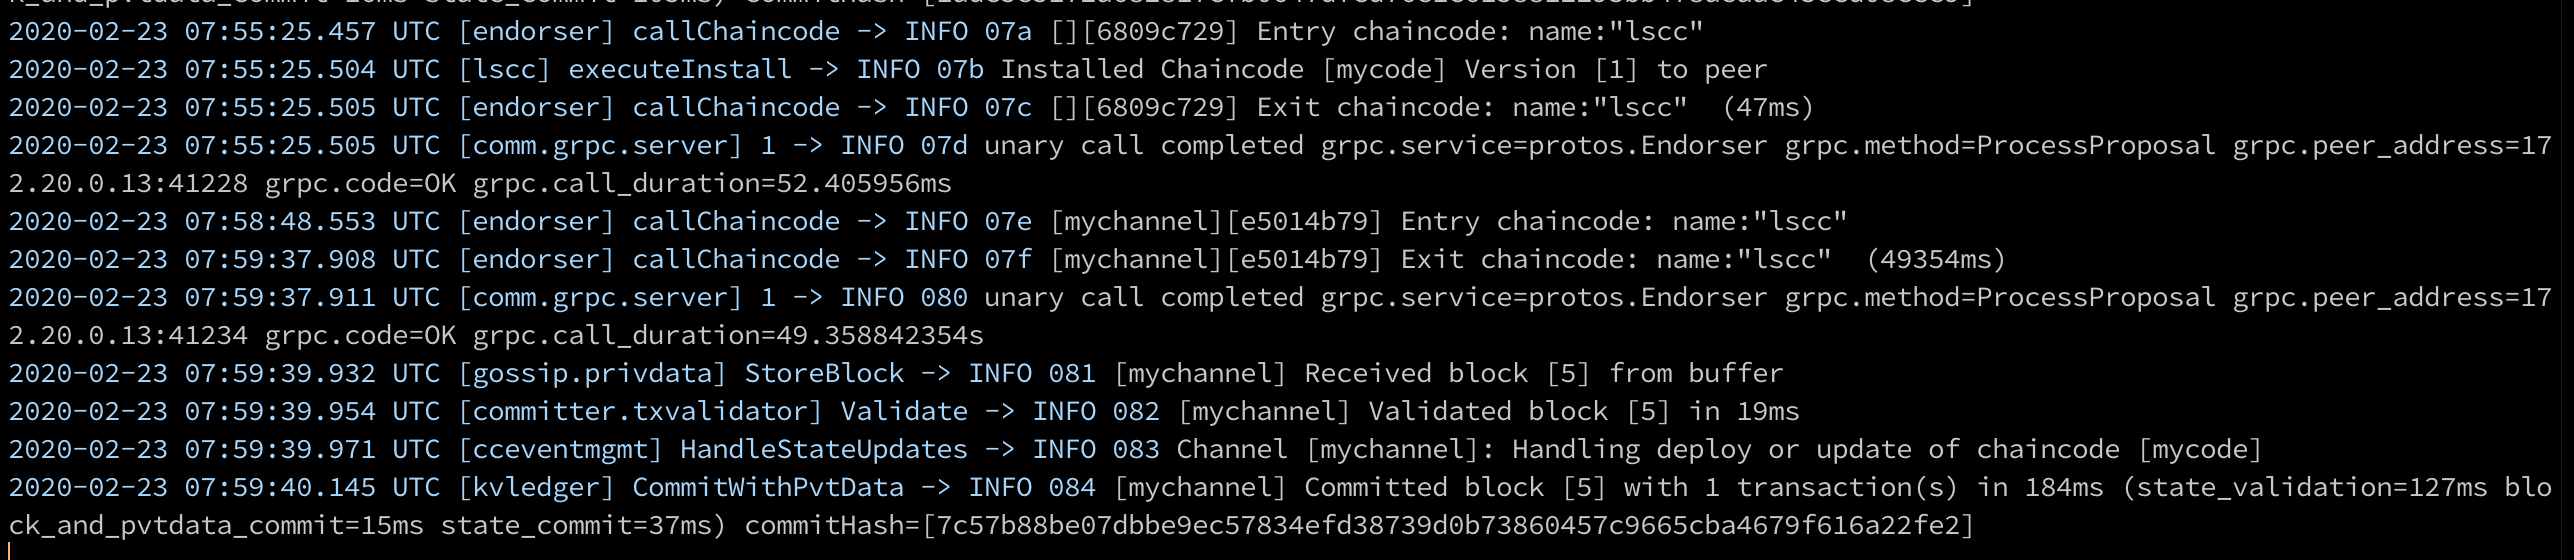 2020-02-23 07:55:25.457 UTC [endorser] callChaincode -> INFO 07a [][6809c729] Entry chaincode: name:"lscc"
2020-02-23 07:55:25.504 UTC [lscc] executeInstall -> INFO 07b Installed Chaincode [mycode] Version [1] to peer
2020-02-23 07:55:25.505 UTC [endorser] callChaincode -> INFO 07c [][6809c729] Exit chaincode: name:"lscc"  (47ms)
2020-02-23 07:55:25.505 UTC [comm.grpc.server] 1 -> INFO 07d unary call completed grpc.service=protos.Endorser grpc.method=ProcessProposal grpc.peer_address=17
2.20.0.13:41228 grpc.code=OK grpc.call_duration=52.405956ms
2020-02-23 07:58:48.553 UTC [endorser] callChaincode -> INFO 07e [mychannel][e5014b79] Entry chaincode: name:"lscc"
2020-02-23 07:59:37.908 UTC [endorser] callChaincode -> INFO 07f [mychannel][e5014b79] Exit chaincode: name:"lscc"  (49354ms)
2020-02-23 07:59:37.911 UTC [comm.grpc.server] 1 -> INFO 080 unary call completed grpc.service=protos.Endorser grpc.method=ProcessProposal grpc.peer_address=17
2.20.0.13:41234 grpc.code=OK grpc.call_duration=49.358842354s
2020-02-23 07:59:39.932 UTC [gossip.privdata] StoreBlock -> INFO 081 [mychannel] Received block [5] from buffer
2020-02-23 07:59:39.954 UTC [committer.txvalidator] Validate -> INFO 082 [mychannel] Validated block [5] in 19ms
2020-02-23 07:59:39.971 UTC [cceventmgmt] HandleStateUpdates -> INFO 083 Channel [mychannel]: Handling deploy or update of chaincode [mycode]
2020-02-23 07:59:40.145 UTC [kvledger] CommitWithPvtData -> INFO 084 [mychannel] Committed block [5] with 1 transaction(s) in 184ms (state_validation=127ms blo
ck_and_pvtdata_commit=15ms state_commit=37ms) commitHash=[7c57b88be07dbbe9ec57834efd38739d0b73860457c9665cba4679f616a22fe2]